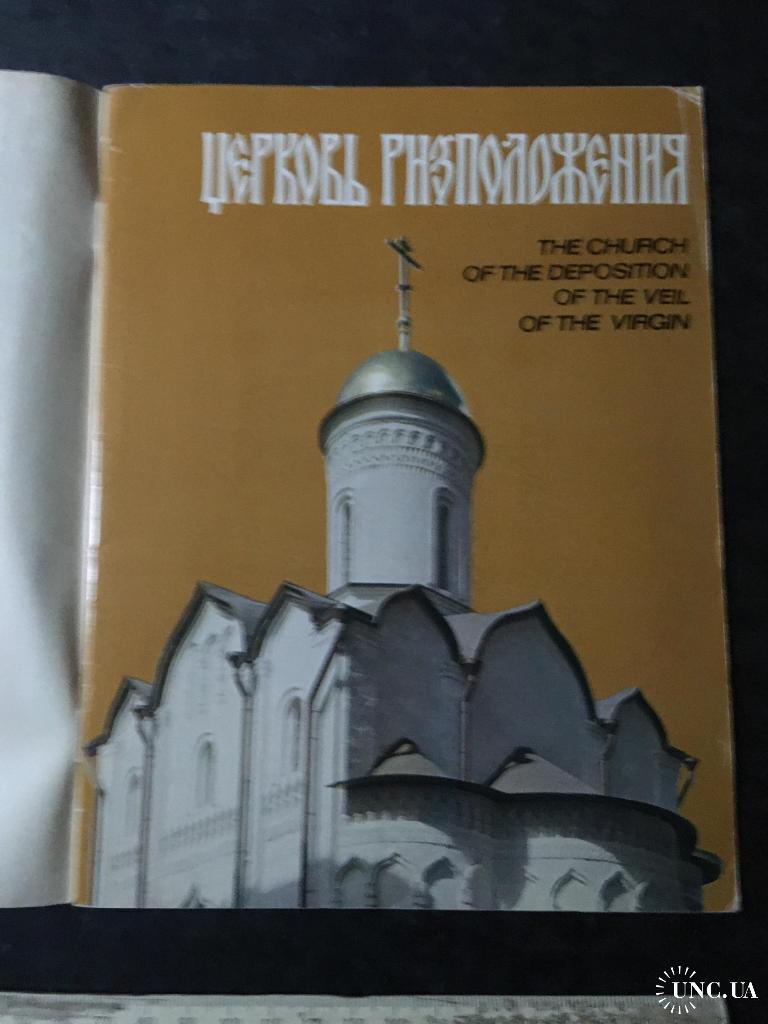 ЦЕРКОВЬ РИЗПОЛОЖЕНИЯ
THE CHURCH
OF THE DEPOSITION
OF THE VEIL
OF THE VIRGIN
UNC.UA